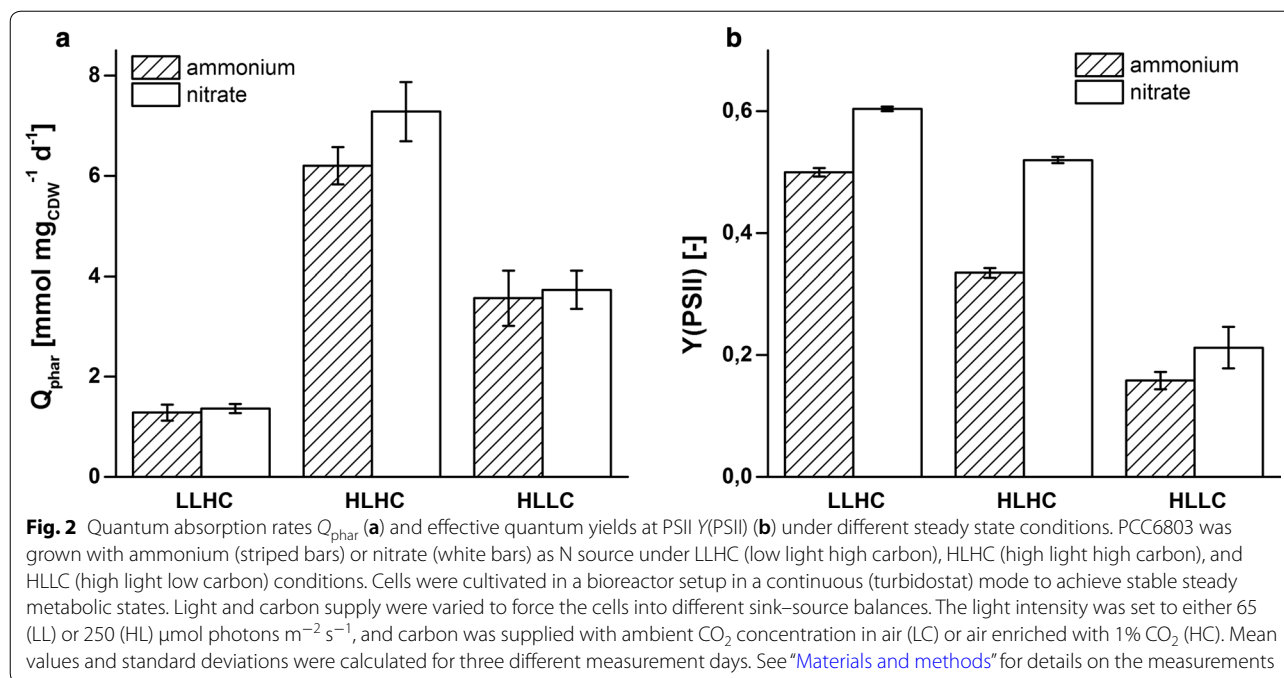 a
ammonium
nitrate
8
6
4
2
0
Q_phar [mmol mg_CDW^-1 d^-1]
LLHC HLHC HLLC
b
ammonium
nitrate
0,6
0,4
0,2
0,0
Y(PSII) [-]
LLHC HLHC HLLC
Fig. 2 Quantum absorption rates Q_phar (a) and effective quantum yields at PSII Y(PSII) (b) under different steady state conditions. PCC6803 was
grown with ammonium (striped bars) or nitrate (white bars) as N source under LLHC (low light high carbon), HLHC (high light high carbon), and
HLLC (high light low carbon) conditions. Cells were cultivated in a bioreactor setup in a continuous (turbidostat) mode to achieve stable steady
metabolic states. Light and carbon supply were varied to force the cells into different sink–source balances. The light intensity was set to either 65
(LL) or 250 (HL) µmol photons m−2 s−1, and carbon was supplied with ambient CO2 concentration in air (LC) or air enriched with 1% CO2 (HC). Mean
values and standard deviations were calculated for three different measurement days. See “Materials and methods” for details on the measurements